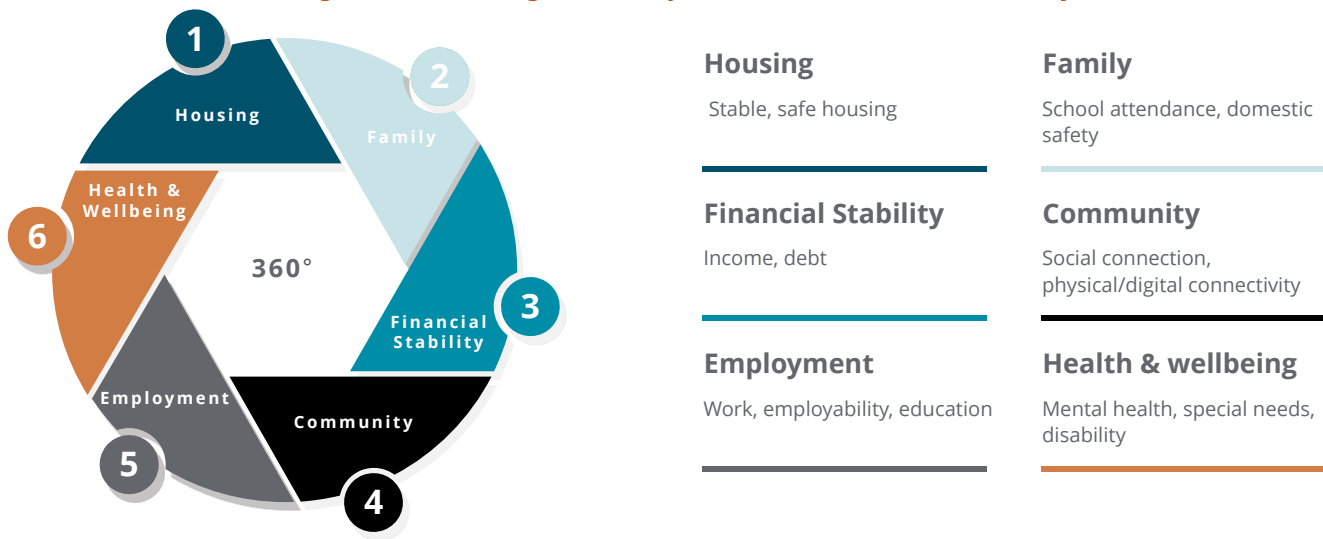 1
2
Housing
Family
Health &
Wellbeing
6
360°
3
Financial
Stability
Employment
Community
5
4
Housing
Stable, safe housing
Family
School attendance, domestic
safety
Financial Stability
Income, debt
Community
Social connection,
physical/digital connectivity
Employment
Work, employability, education
Health & wellbeing
Mental health, special needs,
disability